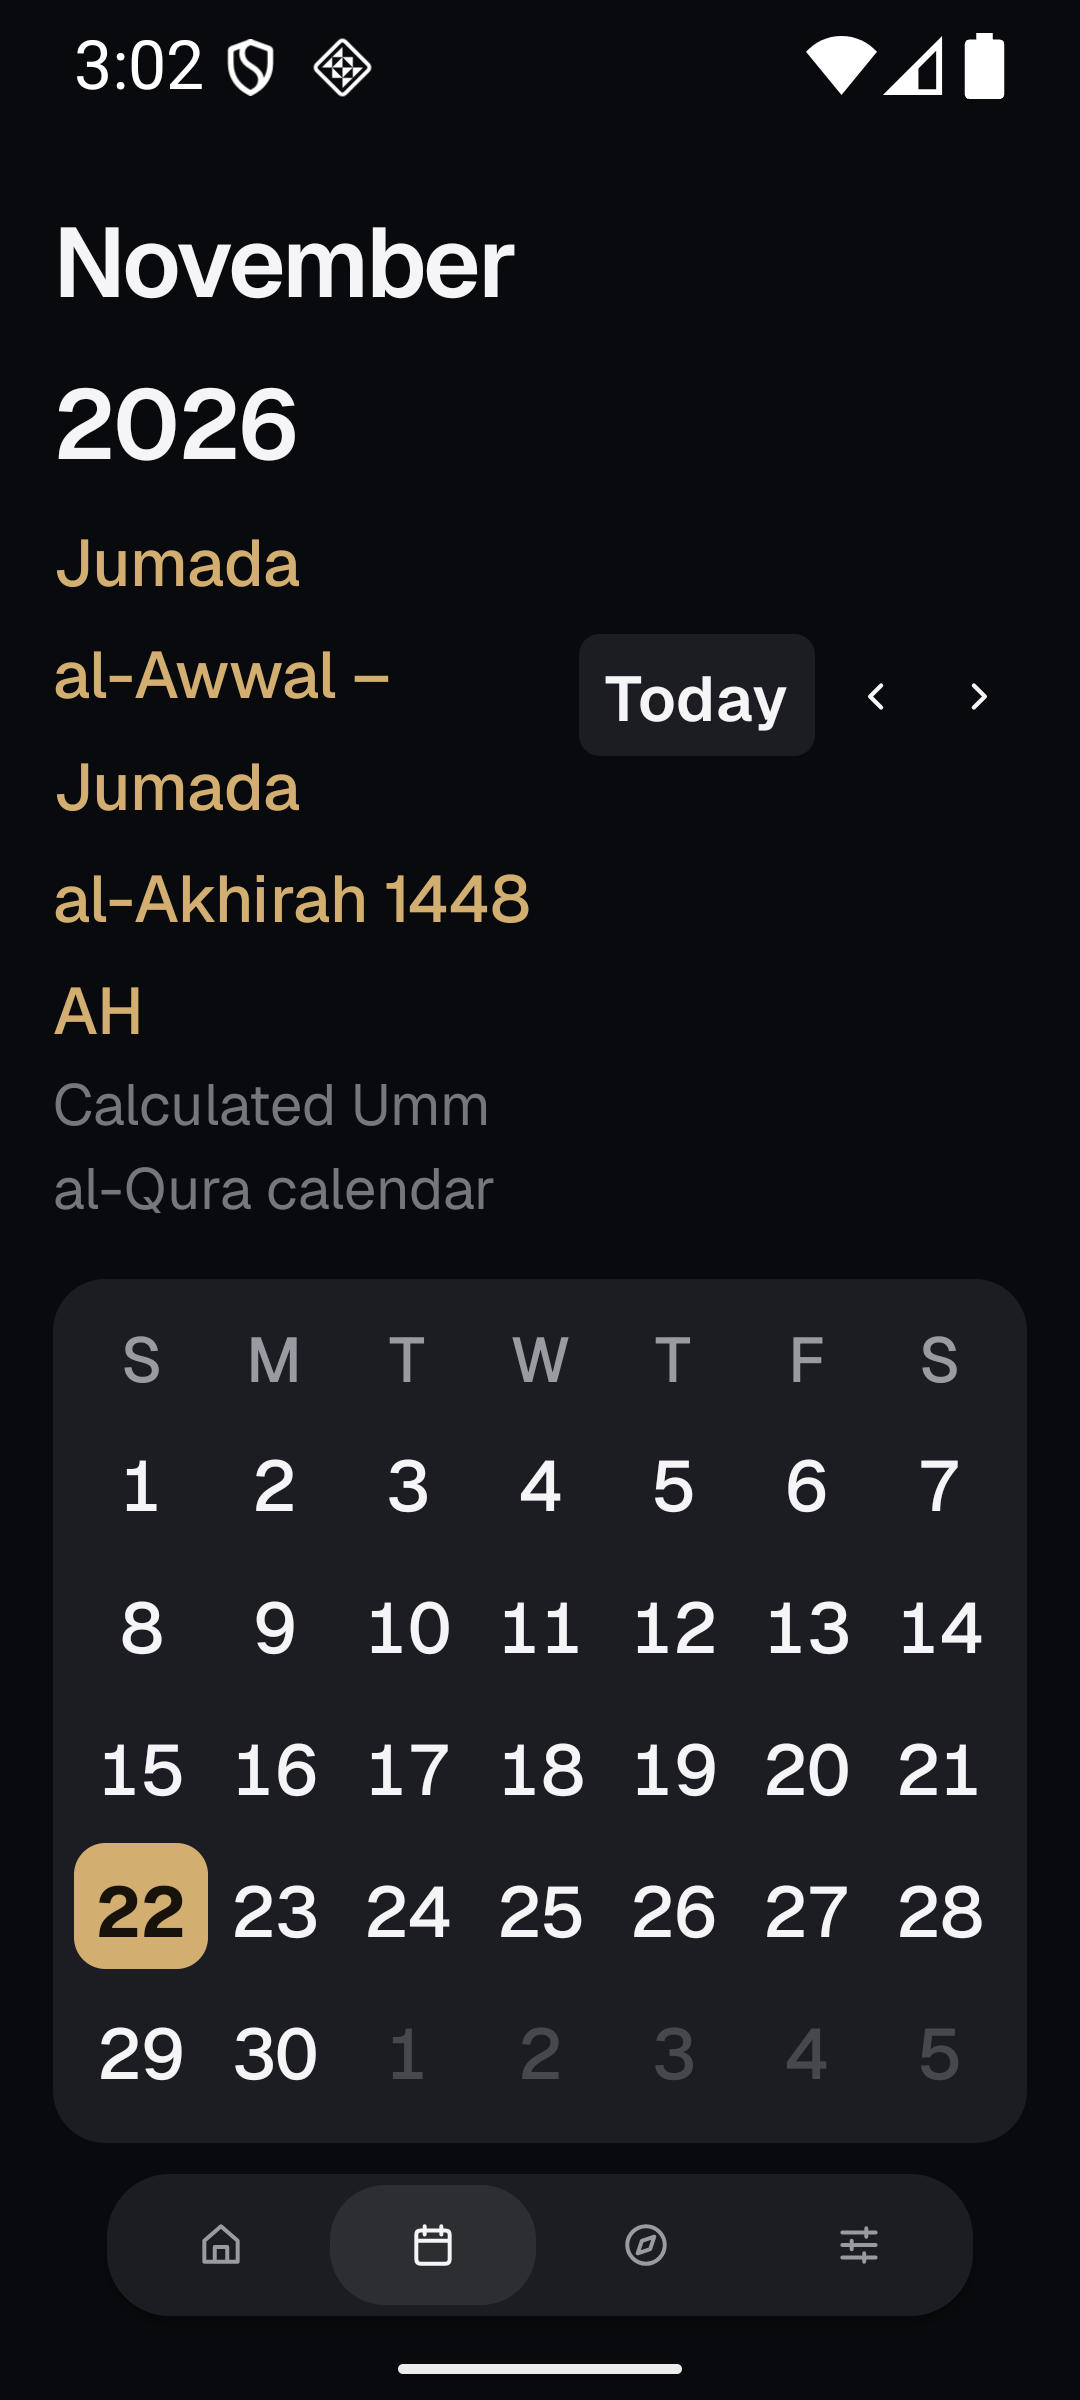 3:02
November
2026
Jumada
al-Awwal –
Jumada
al-Akhirah 1448
AH
Today
Calculated Umm
al-Qura calendar
S M T W T F S
1 2 3 4 5 6 7
8 9 10 11 12 13 14
15 16 17 18 19 20 21
22 23 24 25 26 27 28
29 30 1 2 3 4 5